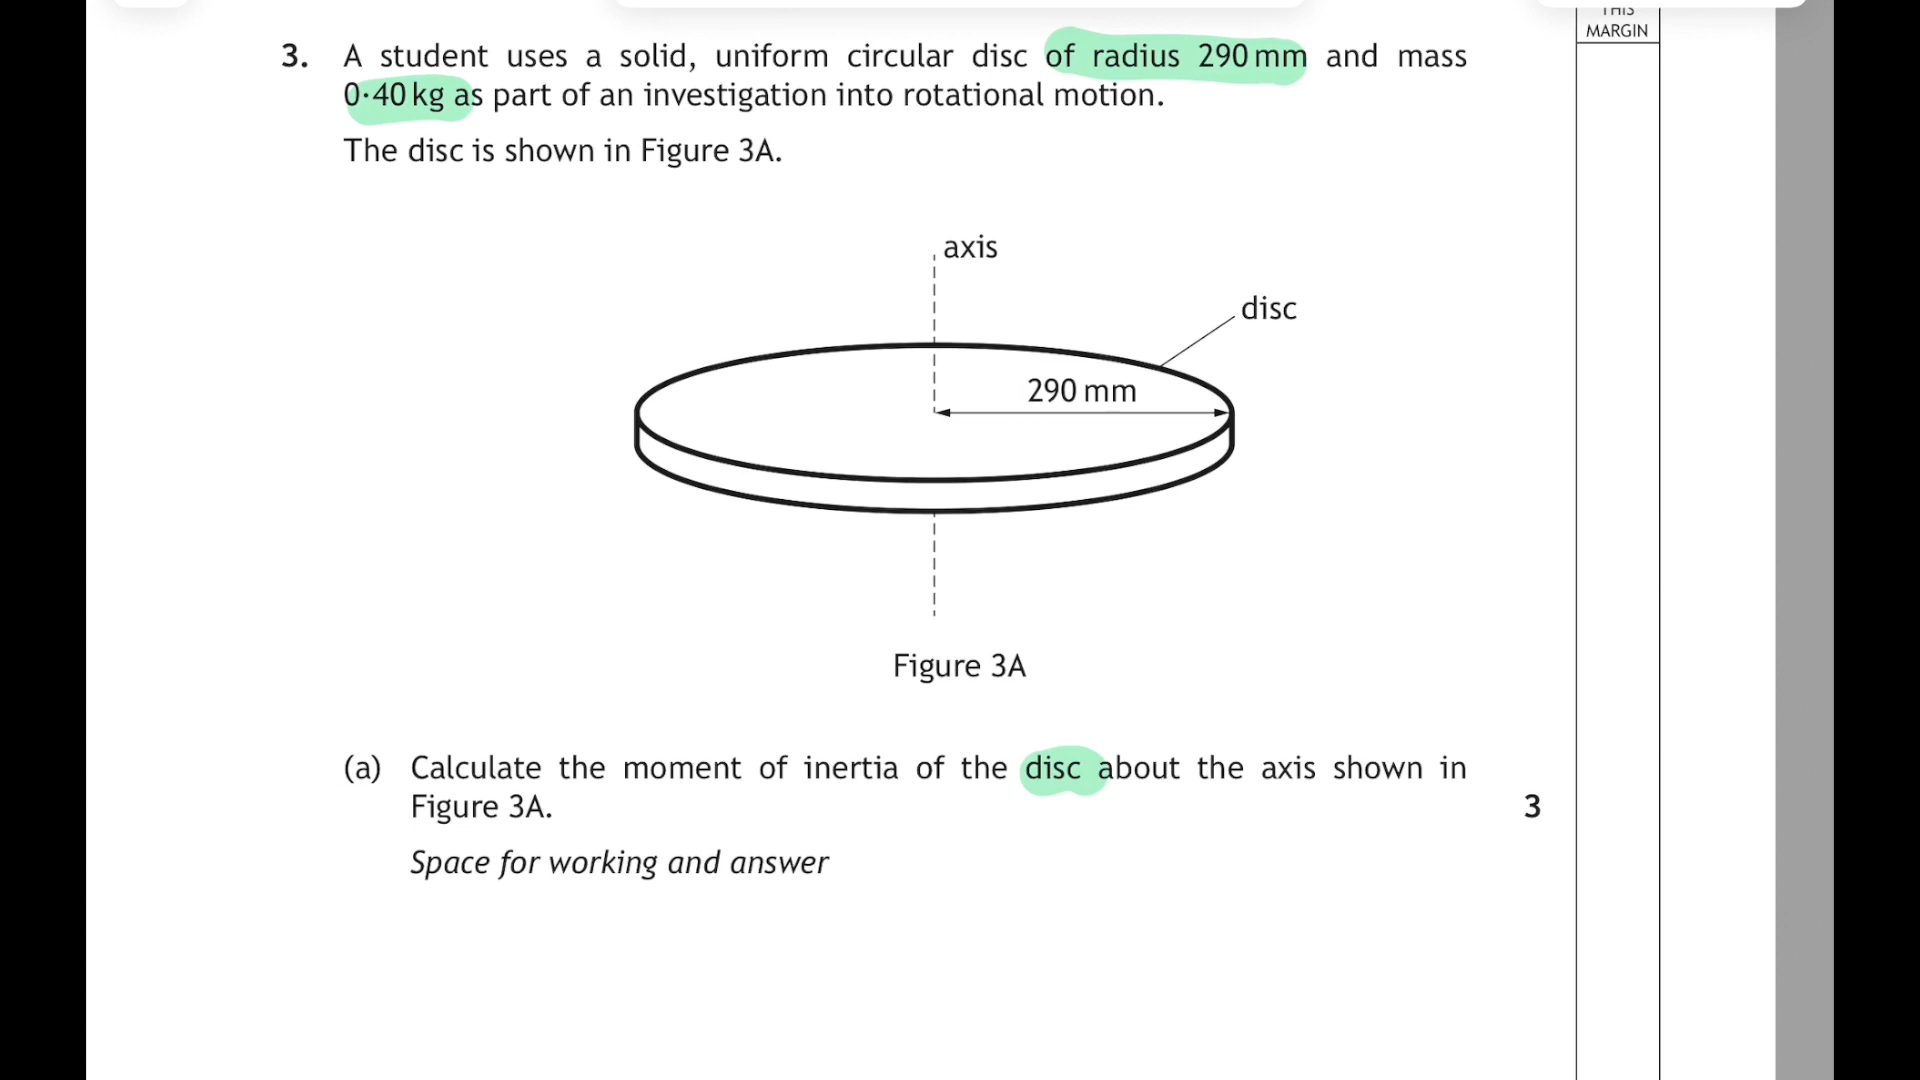 THIS
MARGIN
3. A student uses a solid, uniform circular disc of radius 290 mm and mass
0·40 kg as part of an investigation into rotational motion.
The disc is shown in Figure 3A.
axis
disc
290 mm
Figure 3A
(a) Calculate the moment of inertia of the disc about the axis shown in
Figure 3A.
3
Space for working and answer